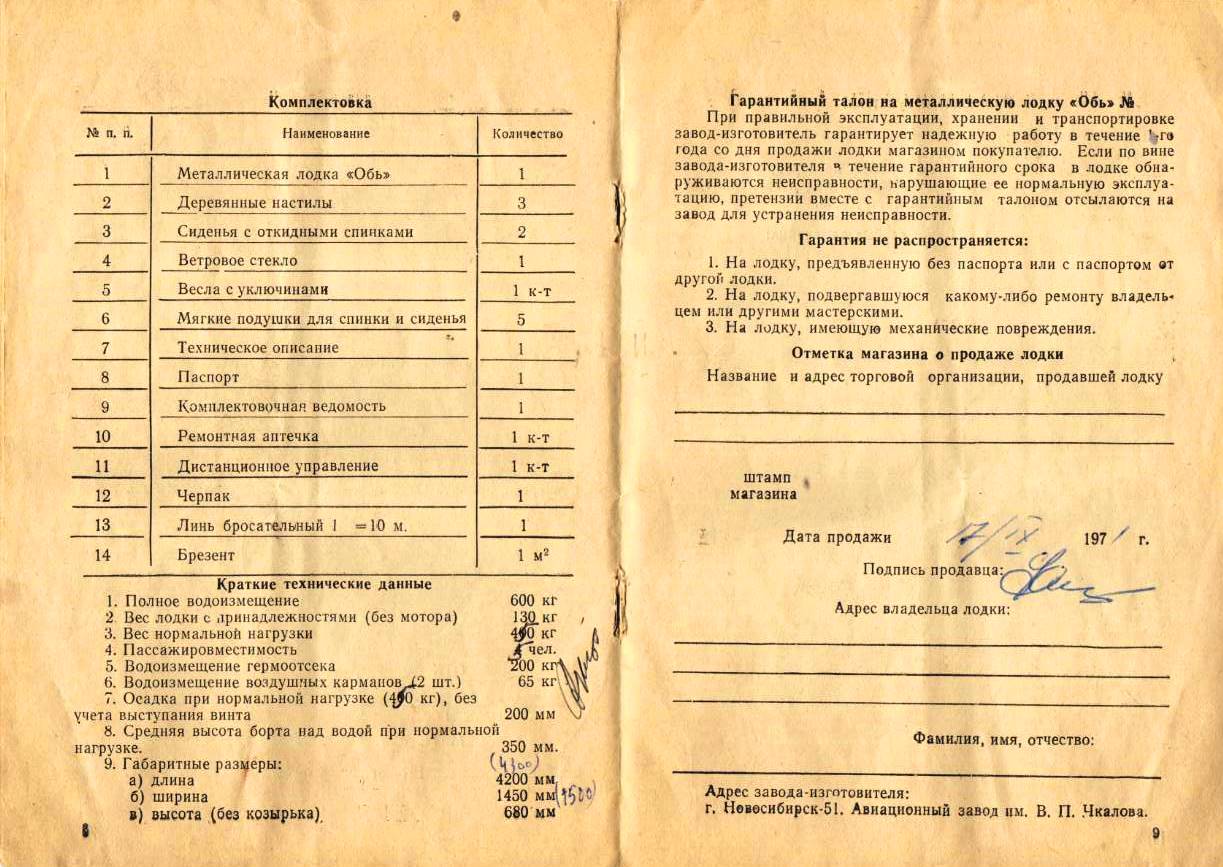 Комплектовка
№ п. п. Наименование Количество
1 Металлическая лодка «Обь» 1
2 Деревянные настилы 3
3 Сиденья с откидными спинками 2
4 Ветровое стекло 1
5 Весла с уключинами 1 к-т
6 Мягкие подушки для спинки и сиденья 5
7 Техническое описание 1
8 Паспорт 1
9 Комплектовочная ведомость 1
10 Ремонтная аптечка 1 к-т
11 Дистанционное управление 1 к-т
12 Черпак 1
13 Линь бросательный l =10 м. 1
14 Брезент 1 м²
Краткие технические данные
1. Полное водоизмещение 600 кг
2. Вес лодки с принадлежностями (без мотора) 130 кг
3. Вес нормальной нагрузки кг
4. Пассажировместимость чел.
5. Водоизмещение гермоотсека 200 кг
6. Водоизмещение воздушных карманов (2 шт.) 65 кг
7. Осадка при нормальной нагрузке ( кг), без
учета выступания винта 200 мм
8. Средняя высота борта над водой при нормальной
нагрузке. 350 мм.
9. Габаритные размеры: (4300)
а) длина 4200 мм
б) ширина 1450 мм (1500)
в) высота (без козырька) 680 мм
8
Гарантийный талон на металлическую лодку «Обь» №
При правильной эксплуатации, хранении и транспортировке
завод-изготовитель гарантирует надежную работу в течение 1-го
года со дня продажи лодки магазином покупателю. Если по вине
завода-изготовителя в течение гарантийного срока в лодке обна-
руживаются неисправности, нарушающие ее нормальную эксплуа-
тацию, претензии вместе с гарантийным талоном отсылаются на
завод для устранения неисправности.
Гарантия не распространяется:
1. На лодку, предъявленную без паспорта или с паспортом от
другой лодки.
2. На лодку, подвергавшуюся какому-либо ремонту владель-
цем или другими мастерскими.
3. На лодку, имеющую механические повреждения.
Отметка магазина о продаже лодки
Название и адрес торговой организации, продавшей лодку
штамп
магазина
Дата продажи 17/IX 1971 г.
Подпись продавца:
Адрес владельца лодки:
Фамилия, имя, отчество:
Адрес завода-изготовителя:
г. Новосибирск-51. Авиационный завод им. В. П. Чкалова.
9